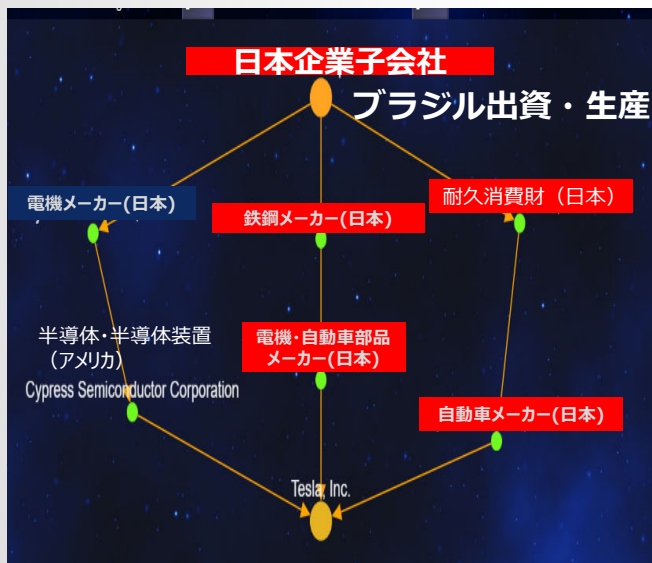 日本企業子会社
ブラジル出資・生産
電機メーカー(日本)
鉄鋼メーカー(日本)
耐久消費財（日本）
半導体・半導体装置
（アメリカ）
Cypress Semiconductor Corporation
電機・自動車部品
メーカー(日本)
自動車メーカー(日本)
Tesla, Inc.